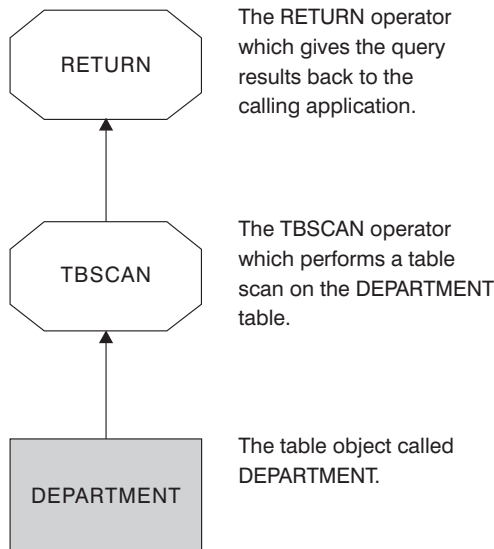 RETURN
The RETURN operator
which gives the query
results back to the
calling application.
TBSCAN
The TBSCAN operator
which performs a table
scan on the DEPARTMENT
table.
DEPARTMENT
The table object called
DEPARTMENT.